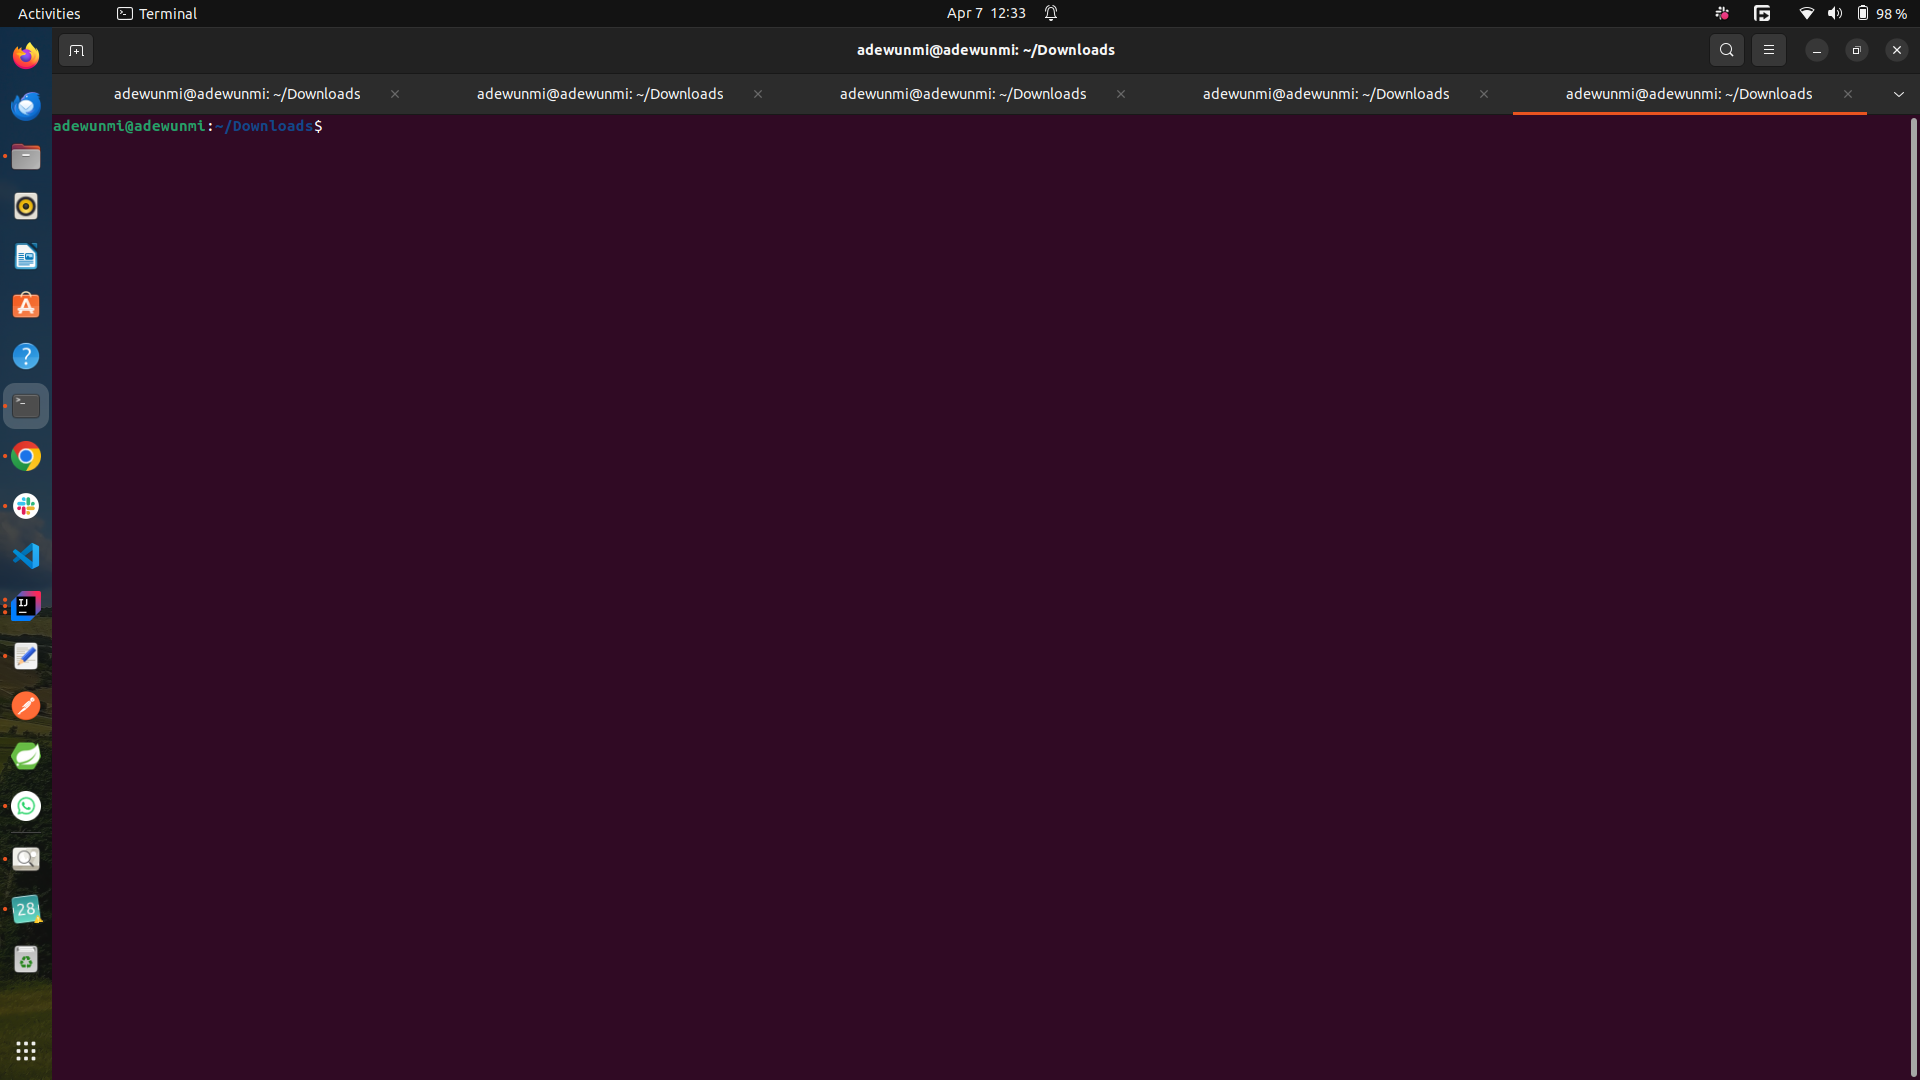 Activities Terminal Apr 7 12:33 98 %
adewunmi@adewunmi: ~/Downloads
adewunmi@adewunmi: ~/Downloads adewunmi@adewunmi: ~/Downloads adewunmi@adewunmi: ~/Downloads adewunmi@adewunmi: ~/Downloads adewunmi@adewunmi: ~/Downloads
adewunmi@adewunmi:~/Downloads$
IJ
28